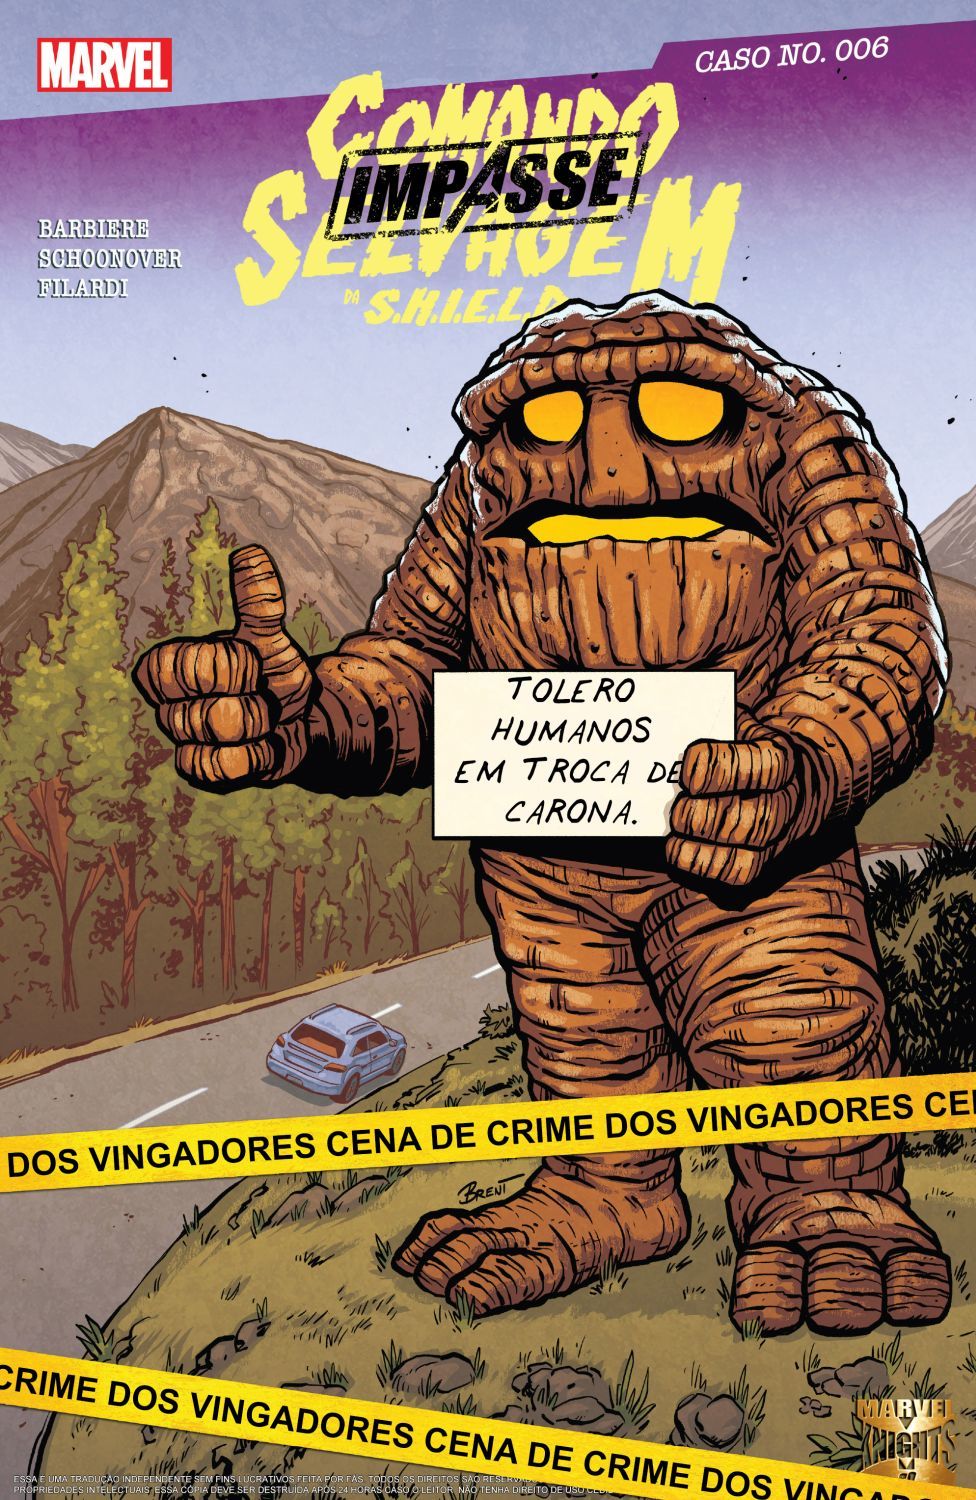 MARVEL
CASO NO. 006
COMANDO
IMPASSE
SELVAGEM
DA S.H.I.E.L.D.
BARBIERE
SCHOONOVER
FILARDI
TOLERO
HUMANOS
EM TROCA DE
CARONA.
DOS VINGADORES CENA DE CRIME DOS VINGADORES CE
BRENT
CRIME DOS VINGADORES CENA DE CRIME DOS VINGADOR
MARVEL
KNIGHTS
ESSA É UMA TRADUÇÃO INDEPENDENTE SEM FINS LUCRATIVOS FEITA POR FÃS. TODOS OS DIREITOS SÃO
PROPRIEDADES INTELECTUAIS. ESSA CÓPIA DEVE SER DESTRUÍDA APÓS 24 HORAS CASO O LEITOR NÃO TENHA DIREITO DE USO